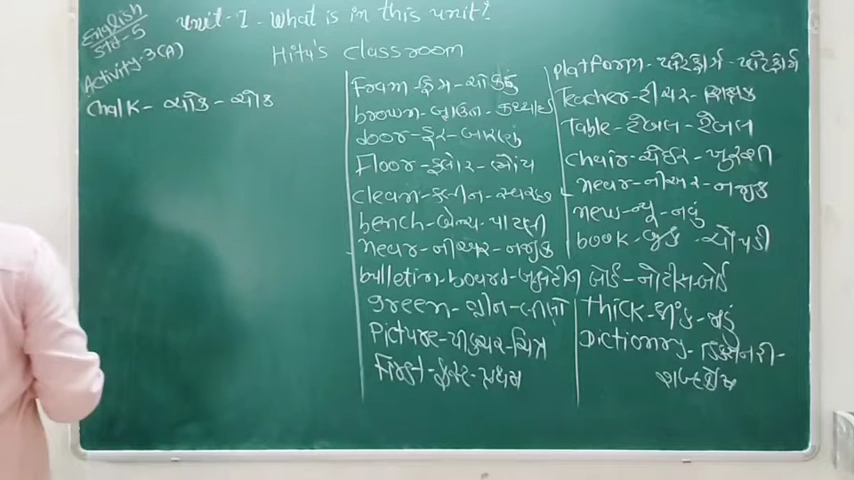 English
Std-5
Unit-1. What is in this unit?
Activity-3(A)
Hitu's classroom
chalk - ચોક - ચોક
Fram - ફ્રેમ - ચોકઠું
brown - બ્રાઉન - કથ્થાઈ
door - ડૂર - બારણું
Floor - ફ્લોર - ભોંય
clean - ક્લીન - સ્વચ્છ
bench - બેન્ચ - પાટલી
near - નીઅર - નજીક
bulletin board - બુલેટીન બોર્ડ - નોટીસ બોર્ડ
green - ગ્રીન - લીલો
Picture - પીક્ચર - ચિત્ર
First - ફર્સ્ટ - પ્રથમ
Platform - પ્લેટફોર્મ - પ્લેટફોર્મ
Teacher - ટીચર - શિક્ષક
Table - ટેબલ - ટેબલ
chair - ચેઈર - ખુરશી
near - નીઅર - નજીક
new - ન્યૂ - નવું
book - બુક - ચોપડી
Thick - થીક - જાડું
Dictionary - ડિક્શનરી -
શબ્દકોષ